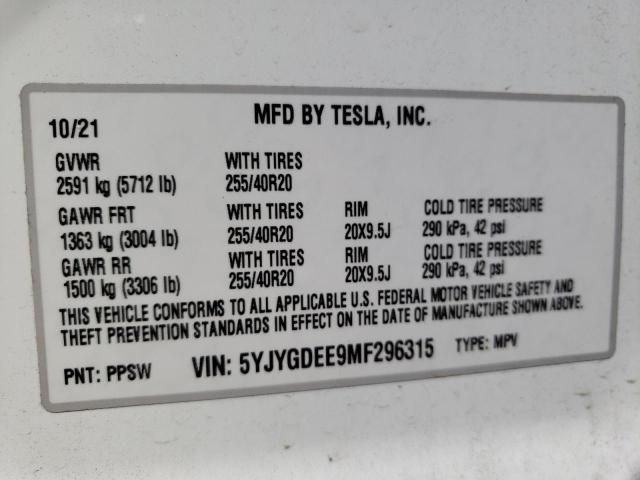 MFD BY TESLA, INC.
10/21
GVWR WITH TIRES
2591 kg (5712 lb) 255/40R20
GAWR FRT WITH TIRES RIM COLD TIRE PRESSURE
1363 kg (3004 lb) 255/40R20 20X9.5J 290 kPa, 42 psi
GAWR RR WITH TIRES RIM COLD TIRE PRESSURE
1500 kg (3306 lb) 255/40R20 20X9.5J 290 kPa, 42 psi
THIS VEHICLE CONFORMS TO ALL APPLICABLE U.S. FEDERAL MOTOR VEHICLE SAFETY AND
THEFT PREVENTION STANDARDS IN EFFECT ON THE DATE OF MANUFACTURE SHOWN ABOVE.
PNT: PPSW VIN: 5YJYGDEE9MF296315 TYPE: MPV